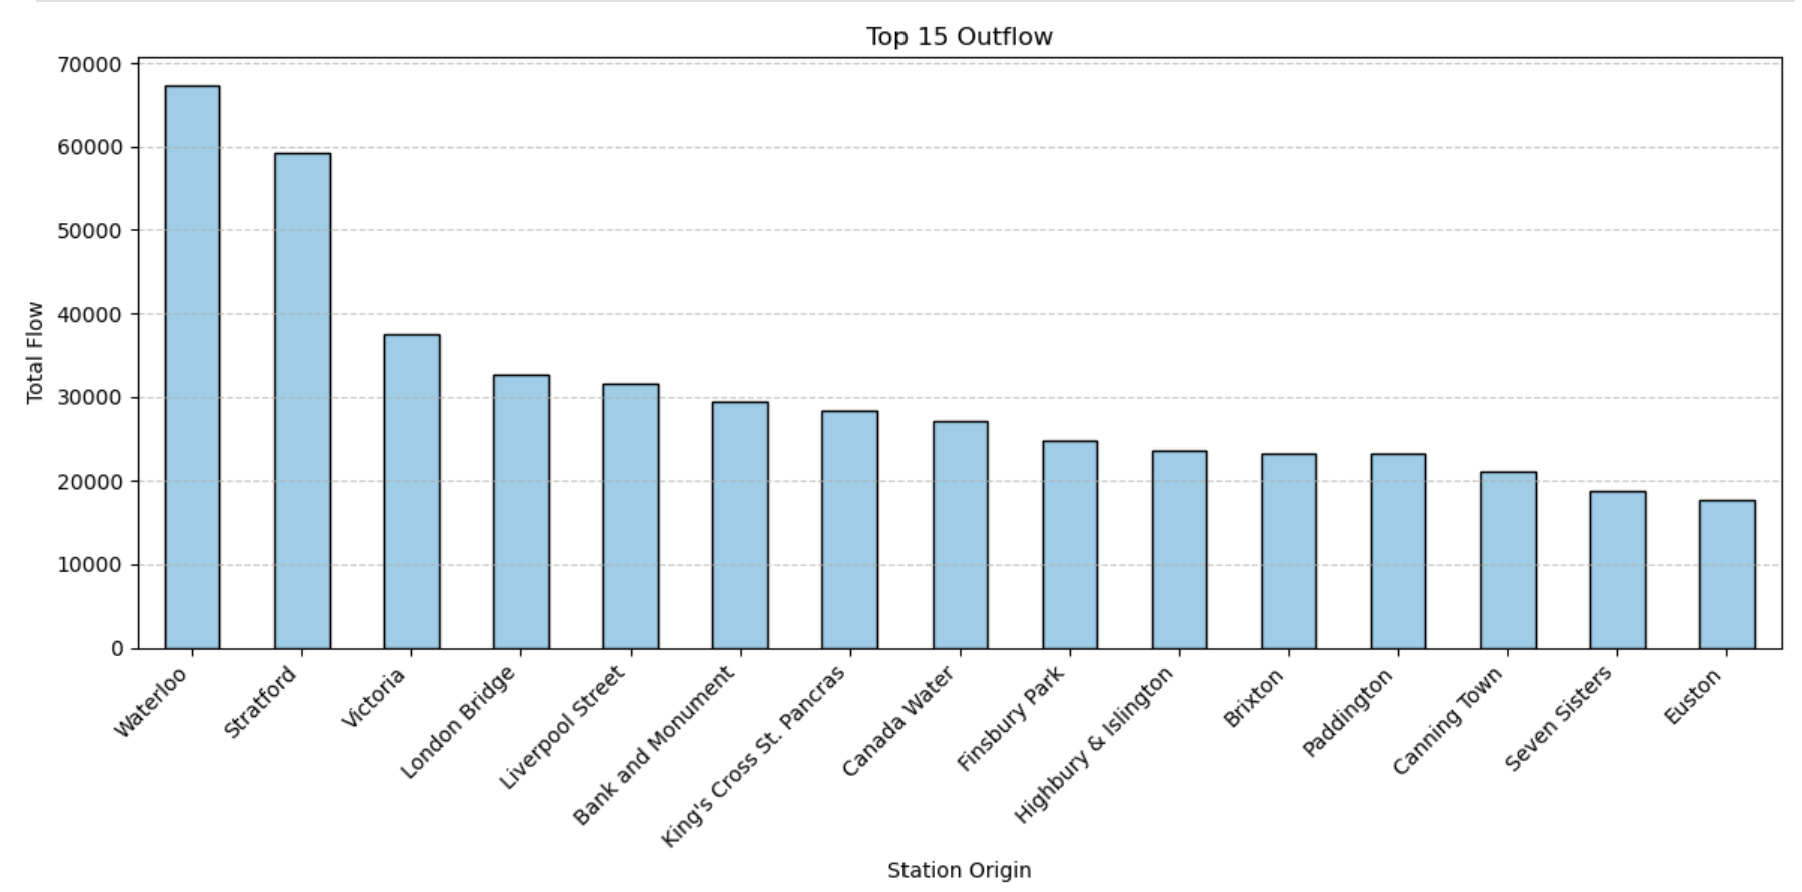 Top 15 Outflow
Total Flow
70000
60000
50000
40000
30000
20000
10000
0
Waterloo
Stratford
Victoria
London Bridge
Liverpool Street
Bank and Monument
King's Cross St. Pancras
Canada Water
Finsbury Park
Highbury & Islington
Brixton
Paddington
Canning Town
Seven Sisters
Euston
Station Origin